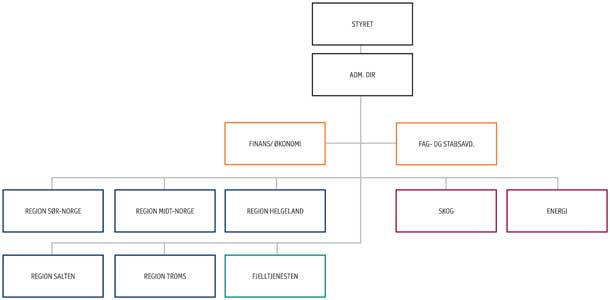 STYRET
ADM. DIR
FINANS/ ØKONOMI
FAG- OG STABSAVD.
REGION SØR-NORGE
REGION MIDT-NORGE
REGION HELGELAND
SKOG
ENERGI
REGION SALTEN
REGION TROMS
FJELLTJENESTEN